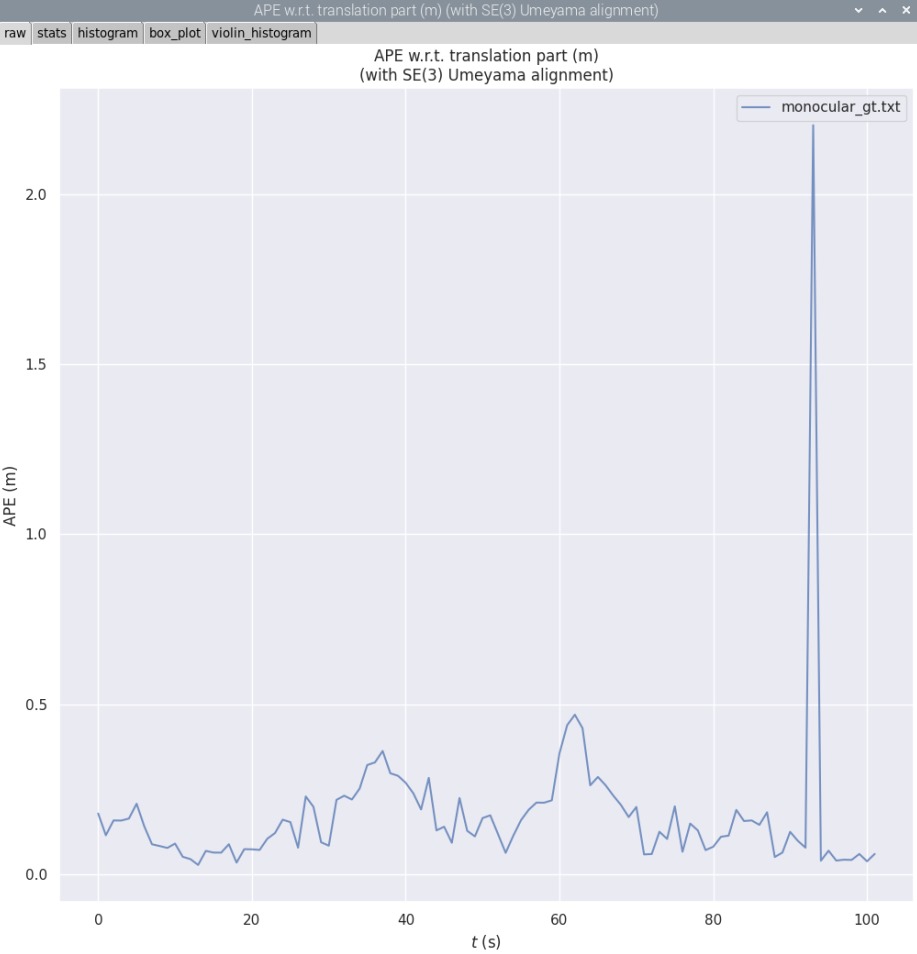 APE w.r.t. translation part (m) (with SE(3) Umeyama alignment)
raw stats histogram box_plot violin_histogram
APE w.r.t. translation part (m)
(with SE(3) Umeyama alignment)
monocular_gt.txt
2.0
1.5
1.0
0.5
0.0
APE (m)
0 20 40 60 80 100
t (s)